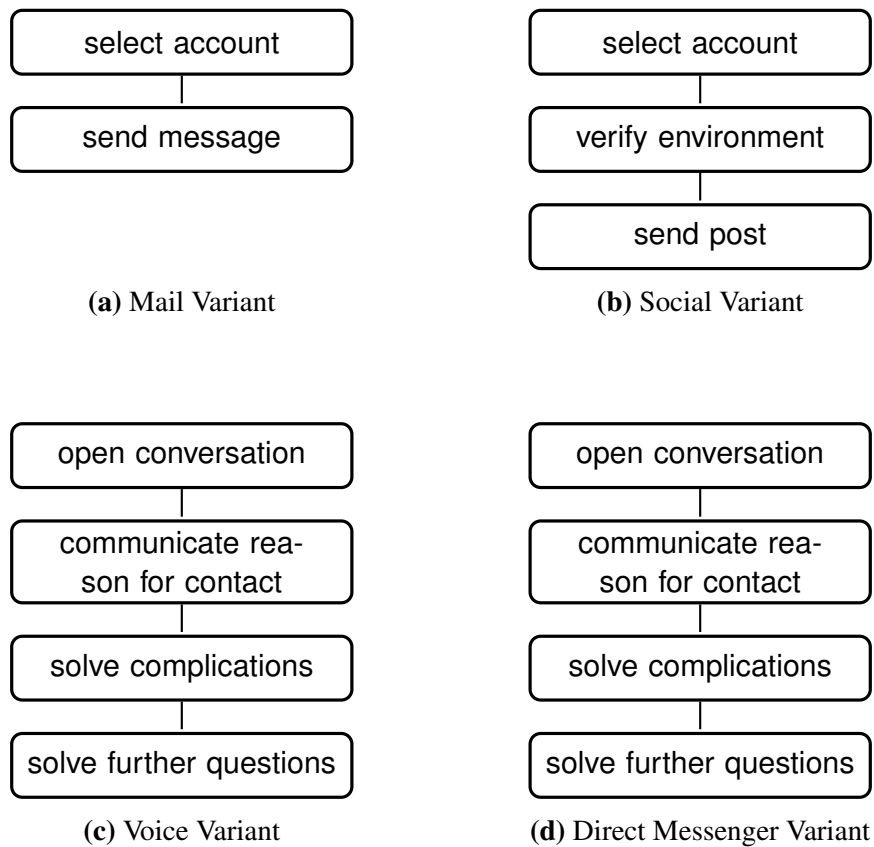 select account
send message
(a) Mail Variant
select account
verify environment
send post
(b) Social Variant
open conversation
communicate rea-
son for contact
solve complications
solve further questions
(c) Voice Variant
open conversation
communicate rea-
son for contact
solve complications
solve further questions
(d) Direct Messenger Variant